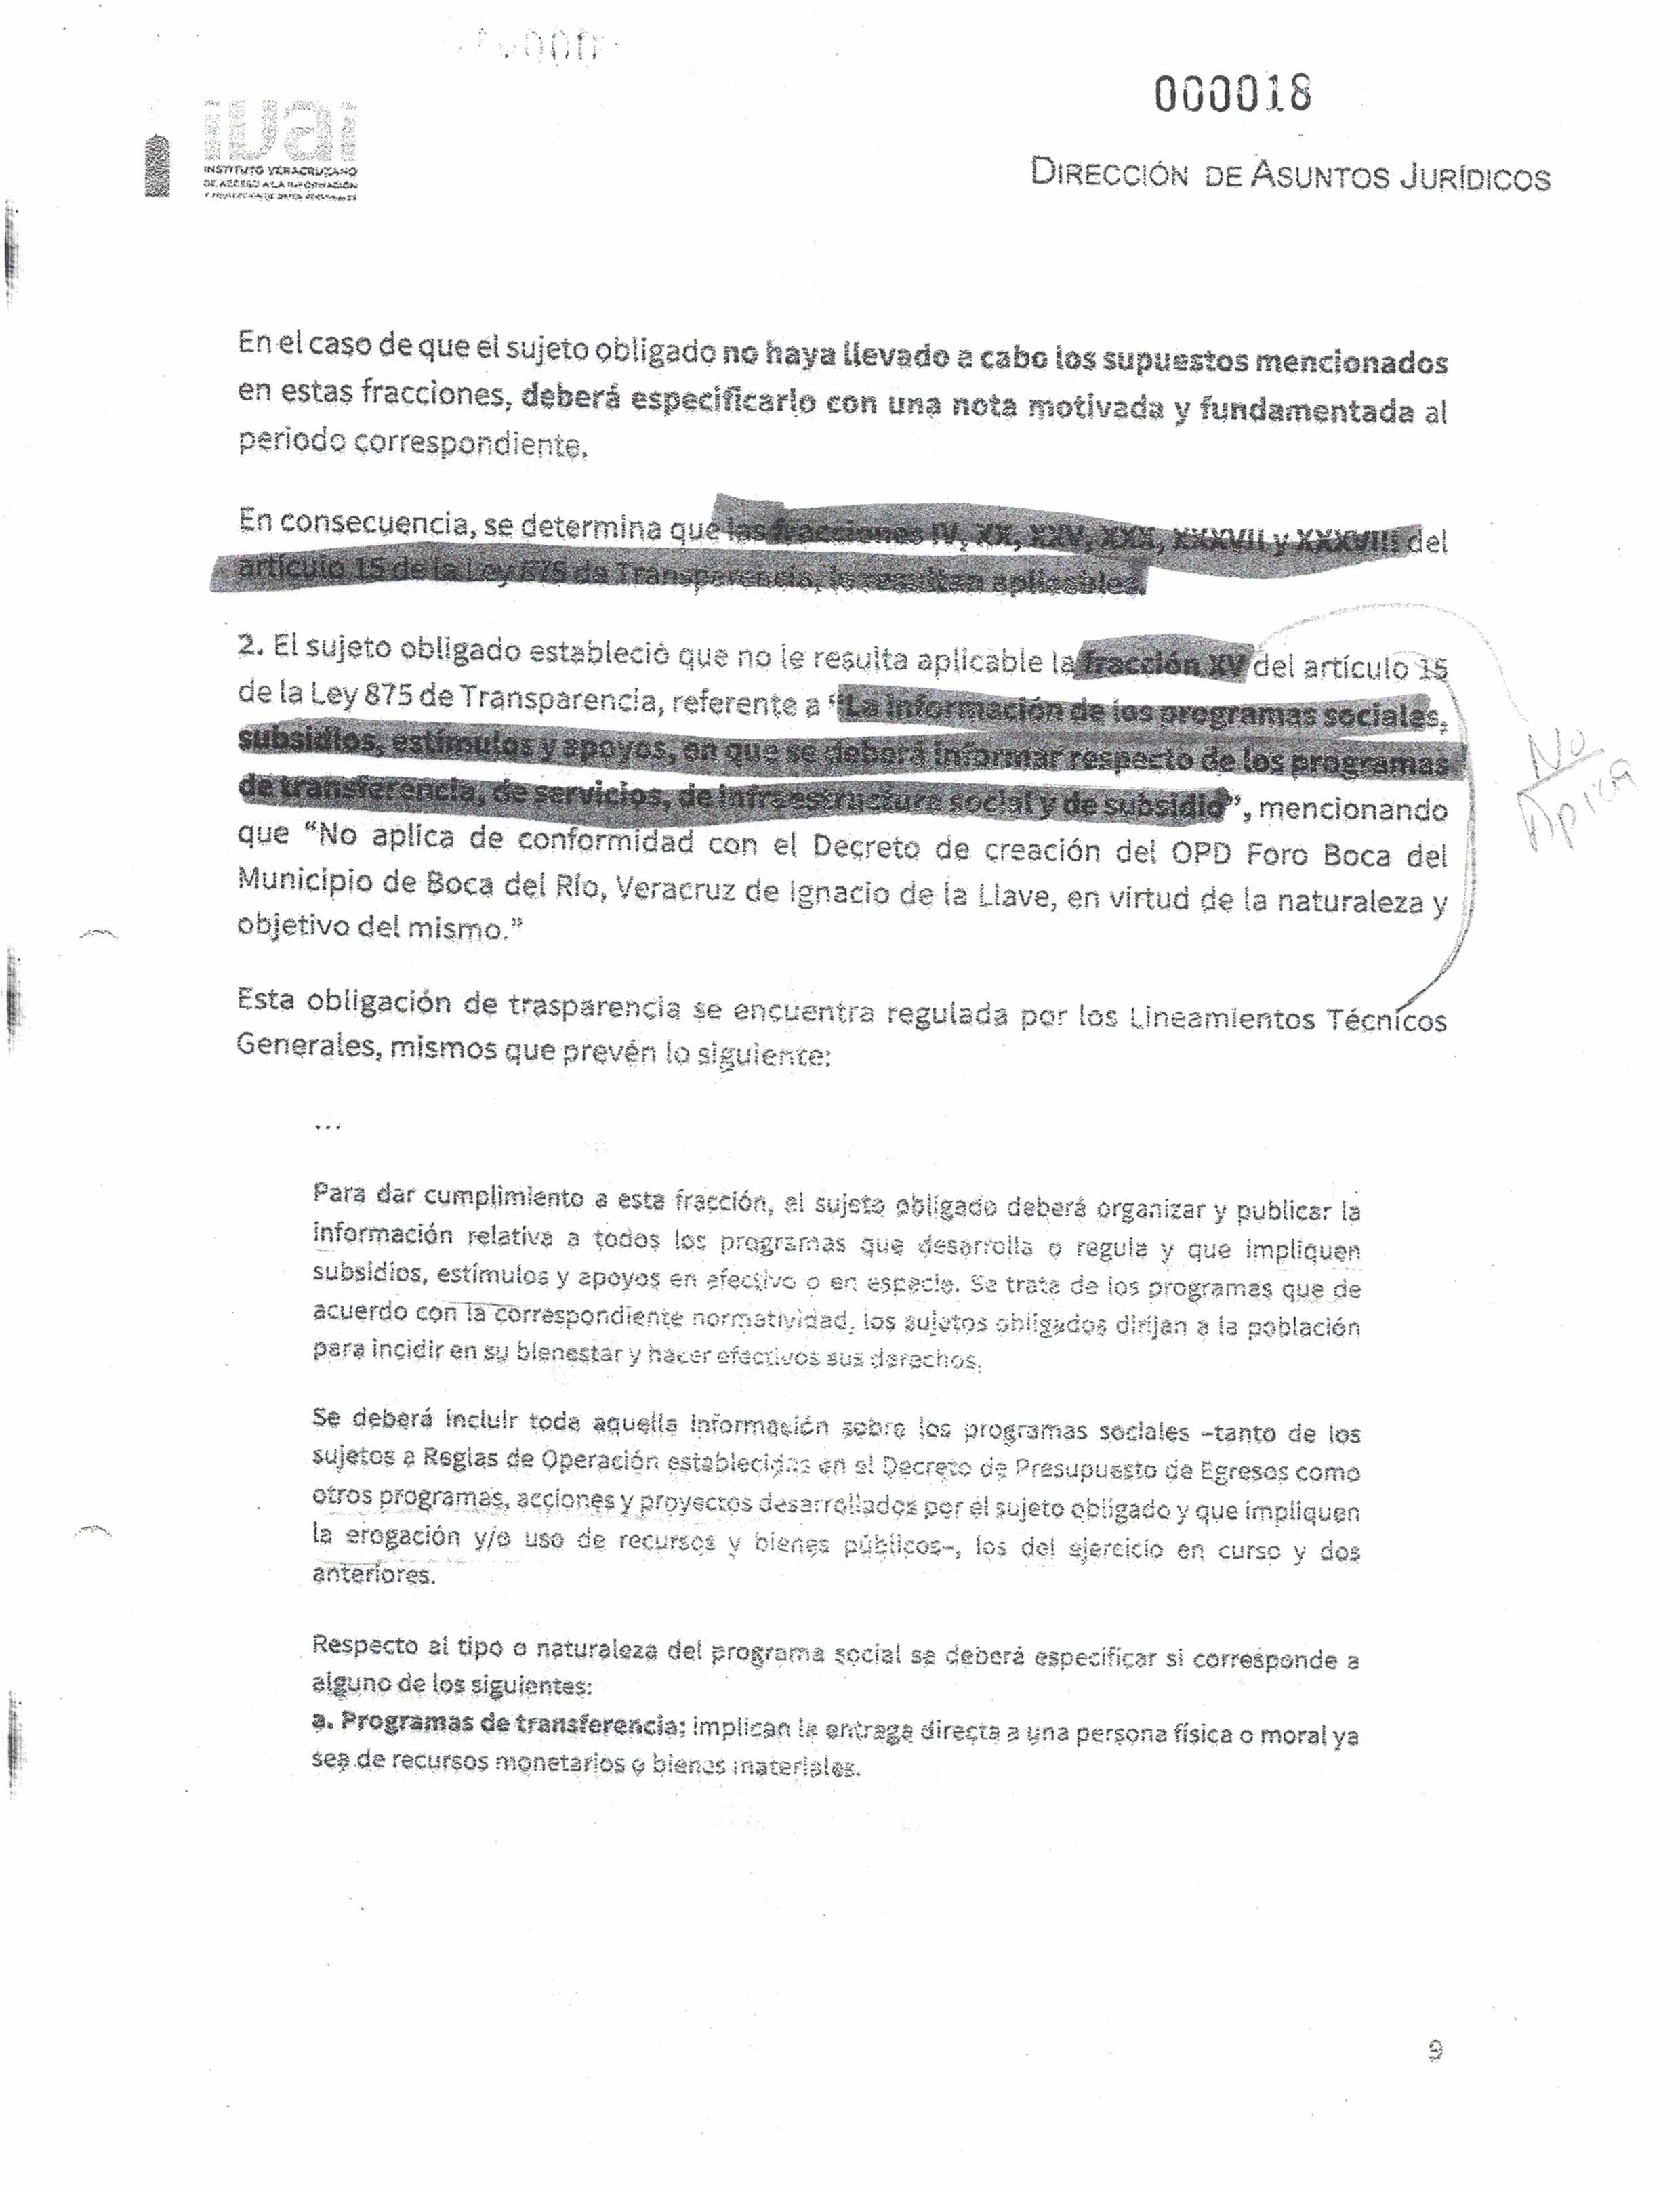 000018
ivai
INSTITUTO VERACRUZANO
DE ACCESO A LA INFORMACIÓN
Y PROTECCIÓN DE DATOS PERSONALES
DIRECCIÓN DE ASUNTOS JURÍDICOS
En el caso de que el sujeto obligado no haya llevado a cabo los supuestos mencionados
en estas fracciones, deberá especificarlo con una nota motivada y fundamentada al
periodo correspondiente.
En consecuencia, se determina que las fracciones IV, XX, XXV, XXX, XXXVII y XXXVIII del
artículo 15 de la Ley 875 de Transparencia, le resultan aplicables.
2. El sujeto obligado estableció que no le resulta aplicable la fracción XV del artículo 15
de la Ley 875 de Transparencia, referente a "La información de los programas sociales,
subsidios, estímulos y apoyos, en que se deberá informar respecto de los programas
de transferencia, de servicios, de infraestructura social y de subsidio", mencionando
que "No aplica de conformidad con el Decreto de creación del OPD Foro Boca del
Municipio de Boca del Río, Veracruz de Ignacio de la Llave, en virtud de la naturaleza y
objetivo del mismo."
No
Aplica
Esta obligación de trasparencia se encuentra regulada por los Lineamientos Técnicos
Generales, mismos que prevén lo siguiente:
...
Para dar cumplimiento a esta fracción, el sujeto obligado deberá organizar y publicar la
información relativa a todos los programas que desarrolla o regula y que impliquen
subsidios, estímulos y apoyos en efectivo o en especie. Se trata de los programas que de
acuerdo con la correspondiente normatividad, los sujetos obligados dirijan a la población
para incidir en su bienestar y hacer efectivos sus derechos.
Se deberá incluir toda aquella información sobre los programas sociales –tanto de los
sujetos a Reglas de Operación establecidas en el Decreto de Presupuesto de Egresos como
otros programas, acciones y proyectos desarrollados por el sujeto obligado y que impliquen
la erogación y/o uso de recursos y bienes públicos–, los del ejercicio en curso y dos
anteriores.
Respecto al tipo o naturaleza del programa social se deberá especificar si corresponde a
alguno de los siguientes:
a. Programas de transferencia: implican la entrega directa a una persona física o moral ya
sea de recursos monetarios o bienes materiales.
9